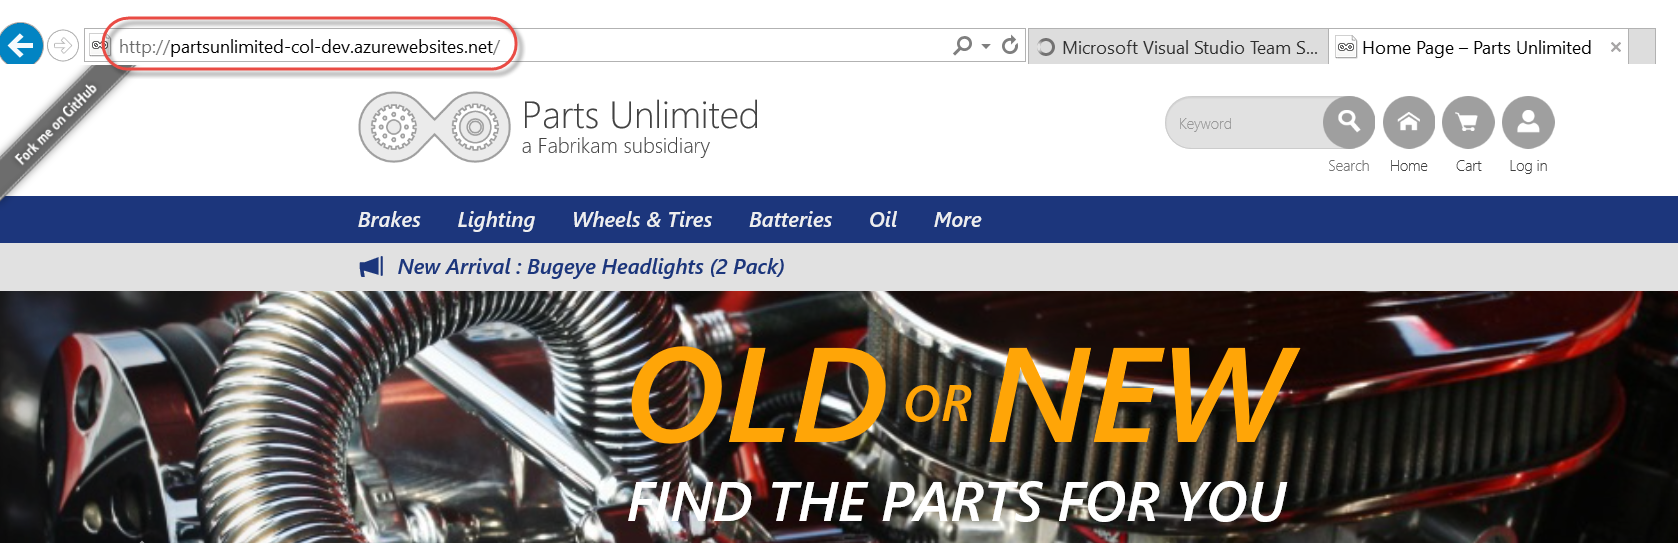 http://partsunlimited-col-dev.azurewebsites.net/
Microsoft Visual Studio Team S...
Home Page – Parts Unlimited
Fork me on GitHub
Parts Unlimited
a Fabrikam subsidiary
Keyword
Search
Home
Cart
Log in
Brakes Lighting Wheels & Tires Batteries Oil More
New Arrival : Bugeye Headlights (2 Pack)
OLD OR NEW
FIND THE PARTS FOR YOU